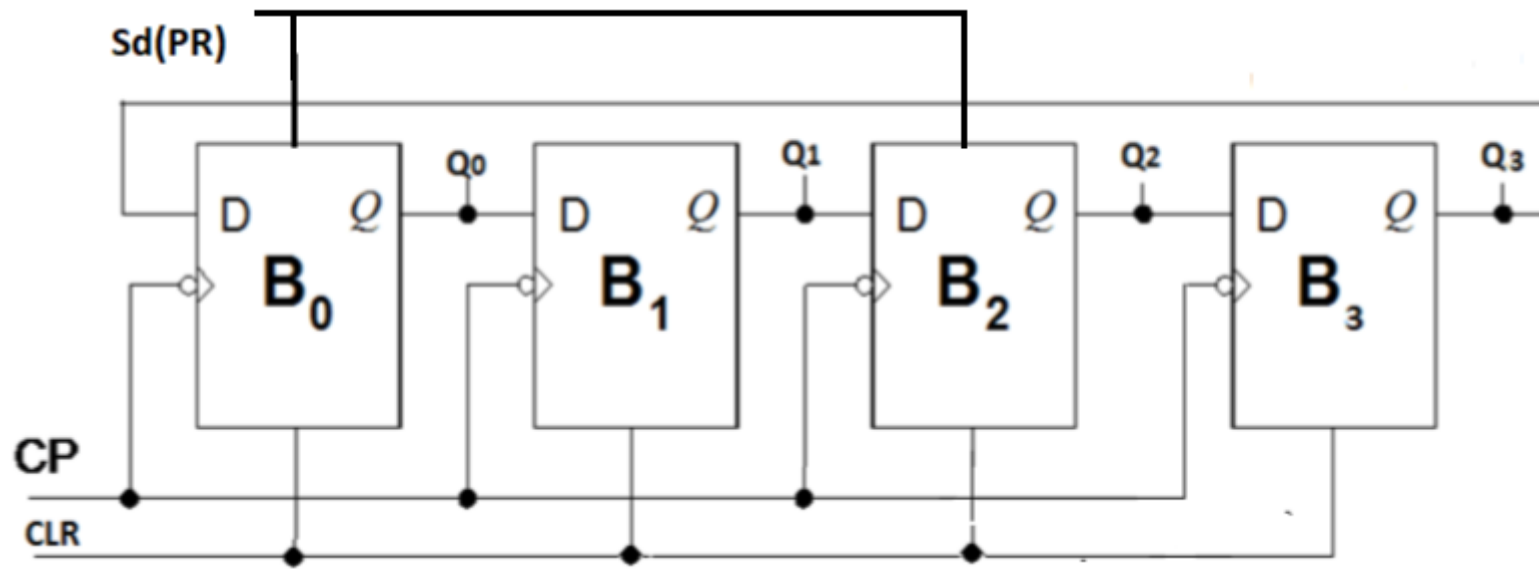 Sd(PR)
Q0 Q1 Q2 Q3
D Q D Q D Q D Q
B0 B1 B2 B3
CP
CLR